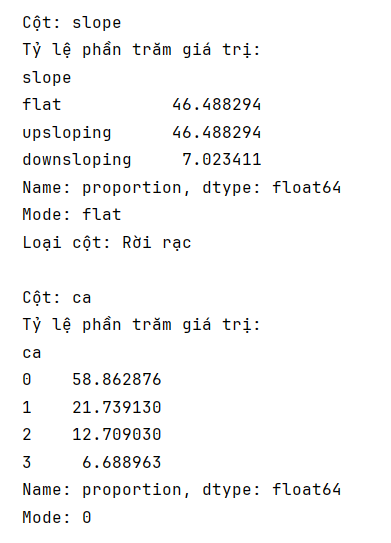 Cột: slope
Tỷ lệ phần trăm giá trị:
slope
flat 46.488294
upsloping 46.488294
downsloping 7.023411
Name: proportion, dtype: float64
Mode: flat
Loại cột: Rời rạc
Cột: ca
Tỷ lệ phần trăm giá trị:
ca
0 58.862876
1 21.739130
2 12.709030
3 6.688963
Name: proportion, dtype: float64
Mode: 0